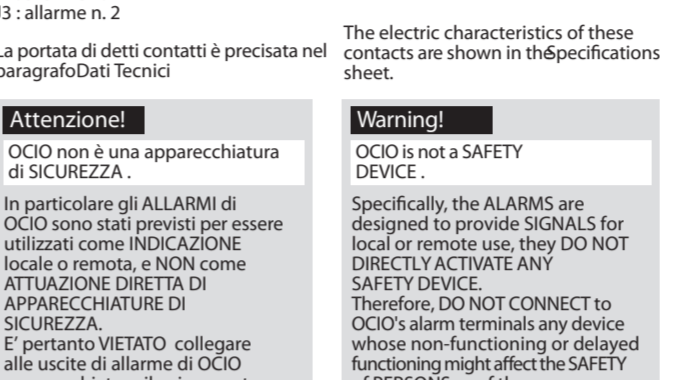 J3 : allarme n. 2
La portata di detti contatti è precisata nel
paragrafoDati Tecnici
Attenzione!
OCIO non è una apparecchiatura
di SICUREZZA .
In particolare gli ALLARMI di
OCIO sono stati previsti per essere
utilizzati come INDICAZIONE
locale o remota, e NON come
ATTUAZIONE DIRETTA DI
APPARECCHIATURE DI
SICUREZZA.
E’ pertanto VIETATO collegare
alle uscite di allarme di OCIO
The electric characteristics of these
contacts are shown in theSpecifications
sheet.
Warning!
OCIO is not a SAFETY
DEVICE .
Specifically, the ALARMS are
designed to provide SIGNALS for
local or remote use, they DO NOT
DIRECTLY ACTIVATE ANY
SAFETY DEVICE.
Therefore, DO NOT CONNECT to
OCIO's alarm terminals any device
whose non-functioning or delayed
functioning might affect the SAFETY
of PERSONS